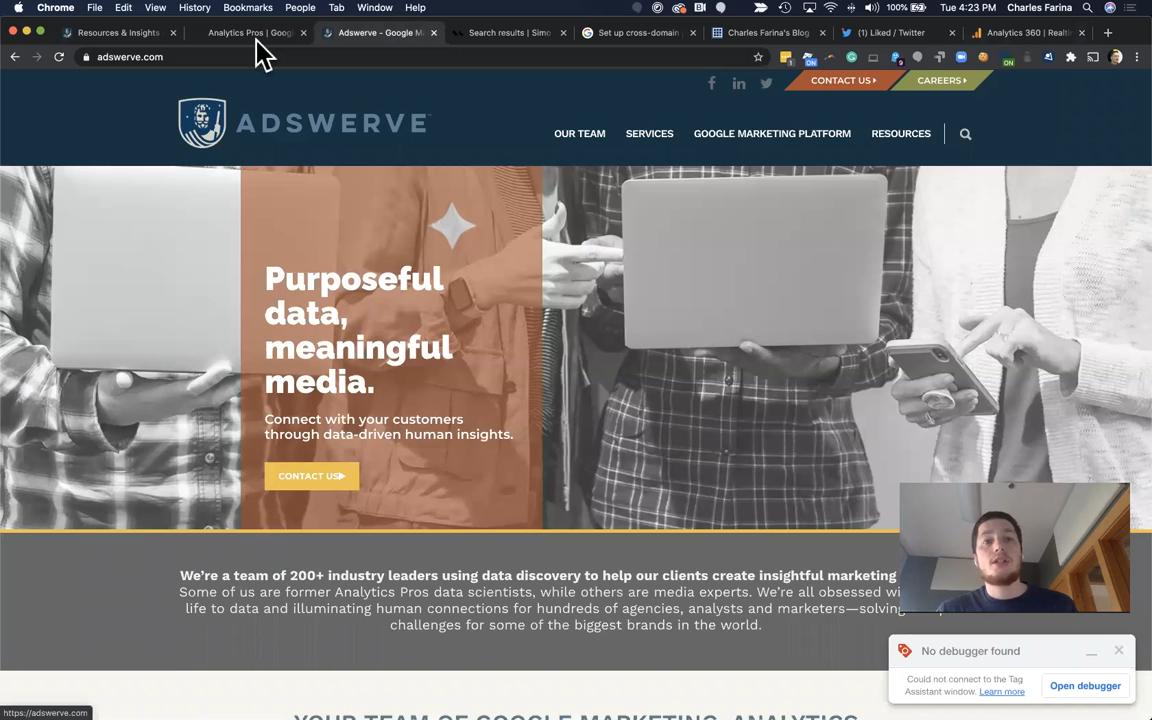 Chrome File Edit View History Bookmarks People Tab Window Help 100% Tue 4:23 PM Charles Farina
Resources & Insights Analytics Pros | Googl Adswerve - Google M Search results | Simo Set up cross-domain Charles Farina's Blog (1) Liked / Twitter Analytics 360 | Realti
adswerve.com
CONTACT US CAREERS
ADSWERVE
OUR TEAM SERVICES GOOGLE MARKETING PLATFORM RESOURCES
Purposeful
data,
meaningful
media.
Connect with your customers
through data-driven human insights.
CONTACT US
We're a team of 200+ industry leaders using data discovery to help our clients create insightful marketing
Some of us are former Analytics Pros data scientists, while others are media experts. We're all obsessed wi
life to data and illuminating human connections for hundreds of agencies, analysts and marketers—solving
challenges for some of the biggest brands in the world.
No debugger found
Could not connect to the Tag
Assistant window. Learn more
Open debugger
https://adswerve.com
YOUR TEAM OF GOOGLE MARKETING, ANALYTICS